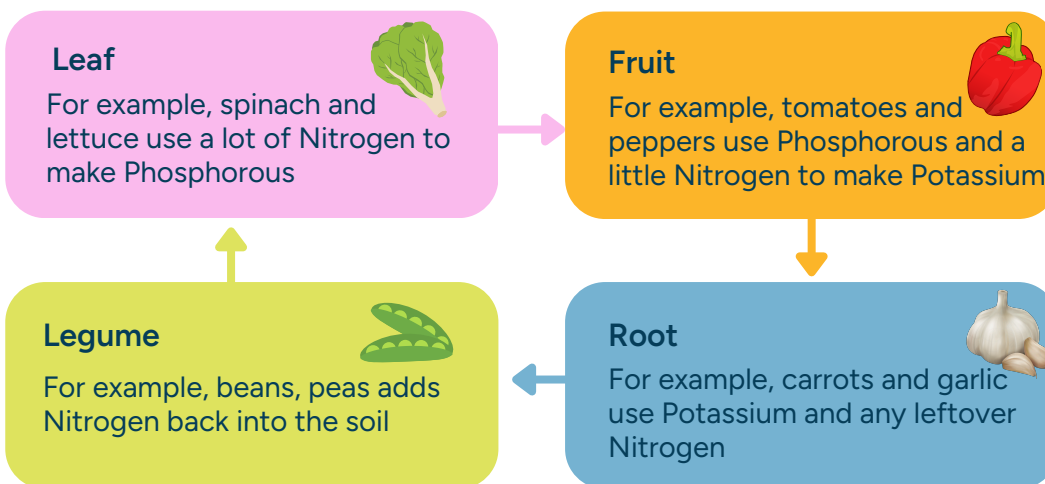 Leaf
For example, spinach and
lettuce use a lot of Nitrogen to
make Phosphorous
Fruit
For example, tomatoes and
peppers use Phosphorous and a
little Nitrogen to make Potassium
Legume
For example, beans, peas adds
Nitrogen back into the soil
Root
For example, carrots and garlic
use Potassium and any leftover
Nitrogen